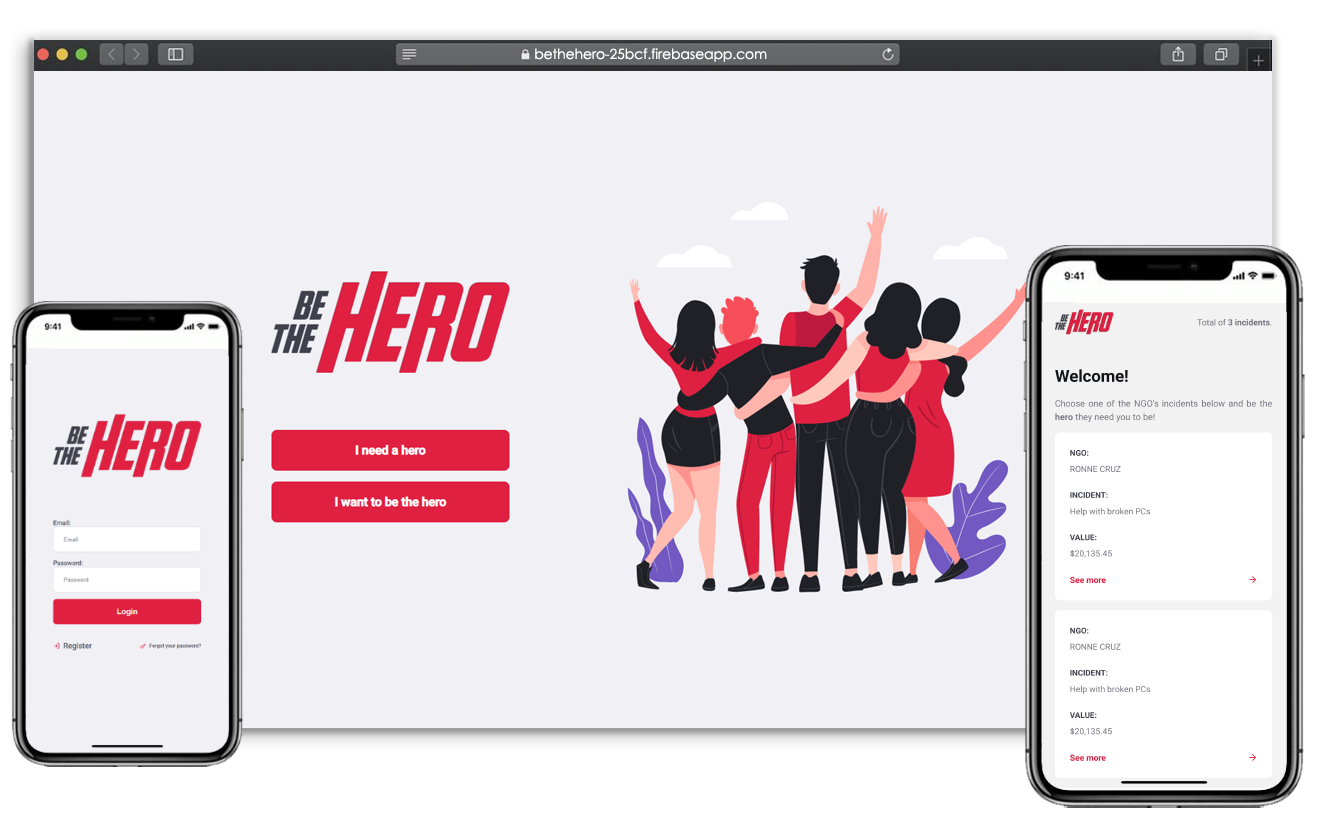 bethehero-25bcf.firebaseapp.com
BE
THE HERO
I need a hero
I want to be the hero
9:41
BE
THE HERO
Email:
Email
Password:
Password
Login
Register
Forgot your password?
9:41
BE
THE HERO
Total of 3 incidents.
Welcome!
Choose one of the NGO's incidents below and be the
hero they need you to be!
NGO:
RONNE CRUZ
INCIDENT:
Help with broken PCs
VALUE:
$20,135.45
See more
NGO:
RONNE CRUZ
INCIDENT:
Help with broken PCs
VALUE:
$20,135.45
See more